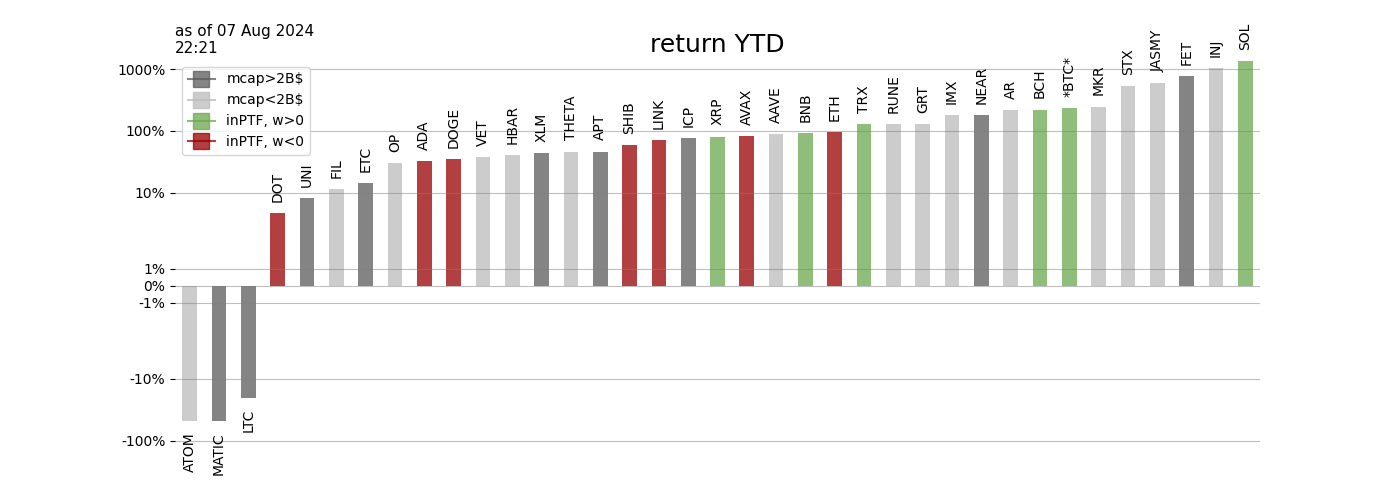 as of 07 Aug 2024
22:21
return YTD
mcap>2B$
mcap<2B$
inPTF, w>0
inPTF, w<0
1000%
100%
10%
1%
0%
-1%
-10%
-100%
ATOM
MATIC
LTC
DOT
UNI
FIL
ETC
OP
ADA
DOGE
VET
HBAR
XLM
THETA
APT
SHIB
LINK
ICP
XRP
AVAX
AAVE
BNB
ETH
TRX
RUNE
GRT
IMX
NEAR
AR
BCH
*BTC*
MKR
STX
JASMY
FET
INJ
SOL